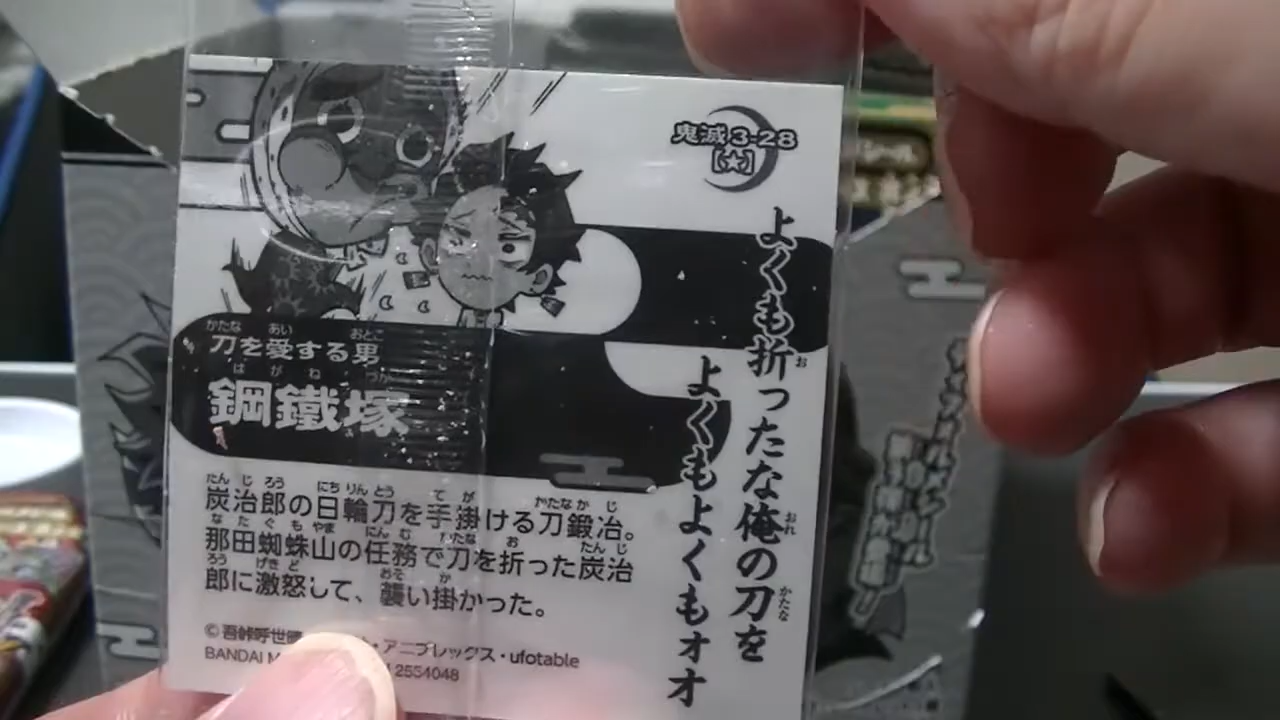 鬼滅3-28
[★]
よくも折ったな俺の刀を
よくもよくもよくもォオオ
刀を愛する男
鋼鐵塚
炭治郎の日輪刀を手掛ける刀鍛冶。
那田蜘蛛山の任務で刀を折った炭治
郎に激怒して、襲い掛かった。
©吾峠呼世晴 アニプレックス・ufotable
BANDAI 2554048